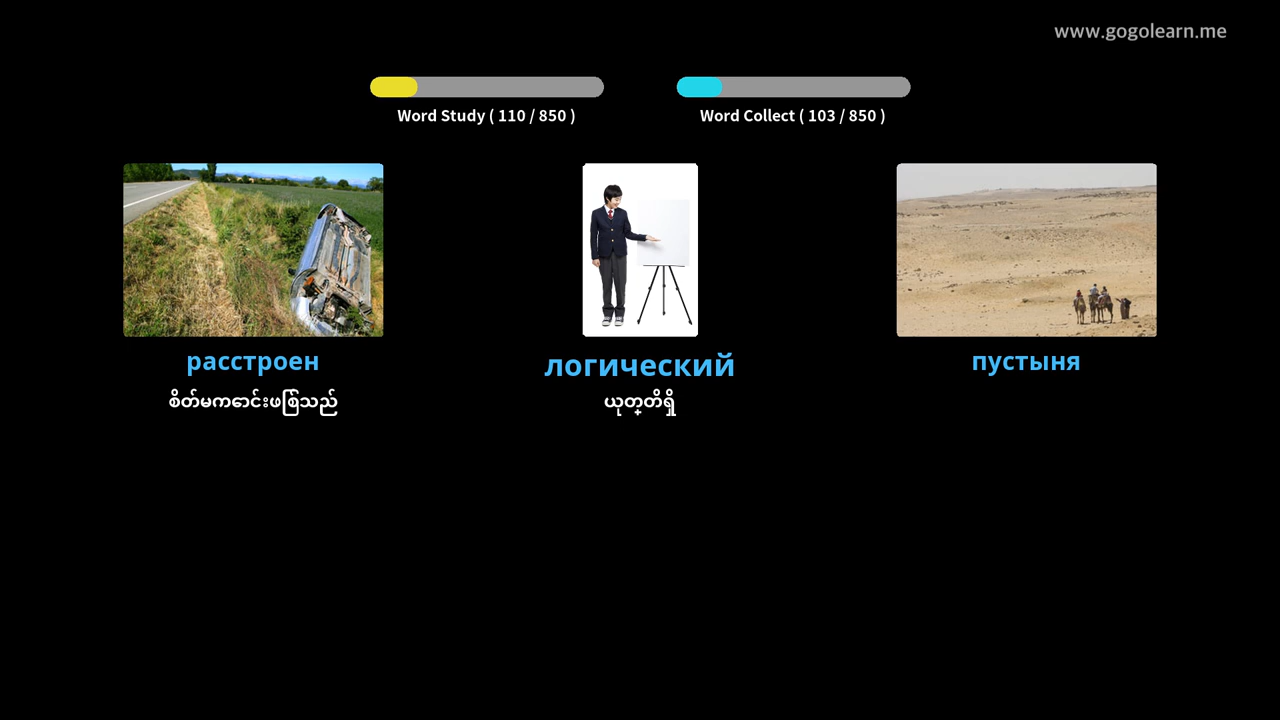 www.gogolearn.me
Word Study ( 110 / 850 )
Word Collect ( 103 / 850 )
расстроен
логический
пустыня
စိတ်မကောင်းဖြစ်သည်
ယုတ္တိရှိ